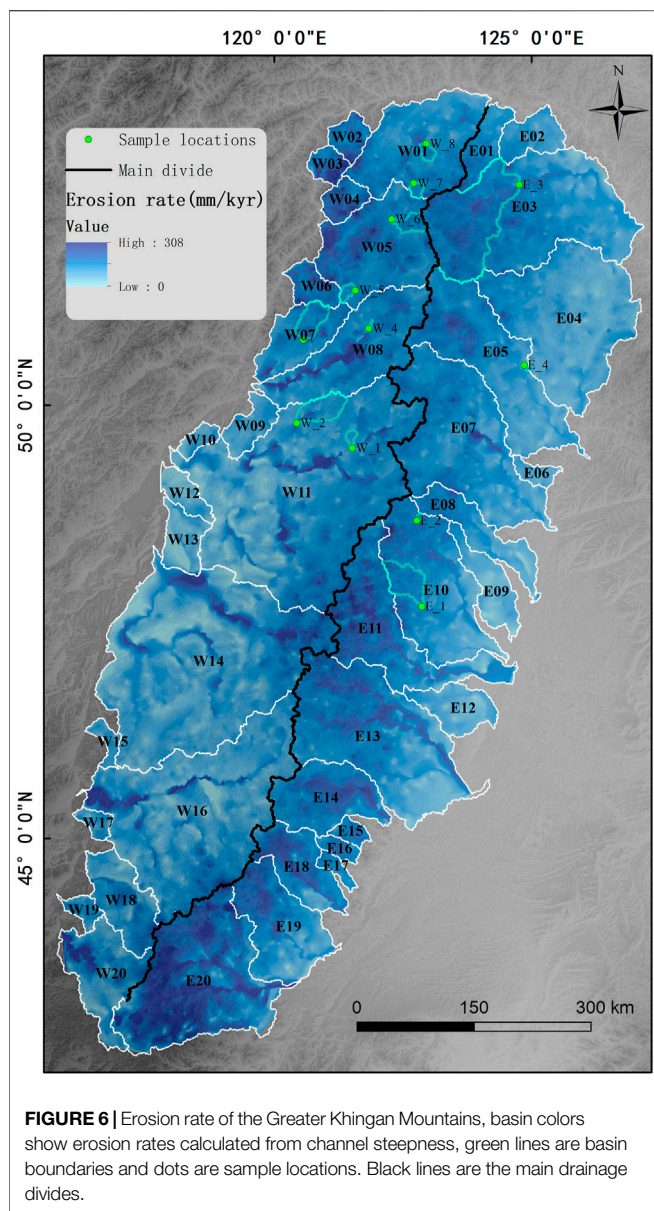 120° 0'0"E 125° 0'0"E
N
Sample locations
Main divide
Erosion rate(mm/kyr)
Value
High : 308
Low : 0
W02
W01
W_8
E01
E02
W03
W_7
E_3
W04
E03
W_6
W05
W06
W_5
E04
W07
W_4
W08
E05
E_4
50° 0'0"N
W09
W_2
E07
W10
W_1
E06
W12
W11
E08
E_2
W13
E10
E09
E_1
E11
W14
E12
W15
E13
E14
W16
W17
E15
45° 0'0"N
E16
E18
E17
W18
W19
E19
W20
E20
0 150 300 km
FIGURE 6 | Erosion rate of the Greater Khingan Mountains, basin colors
show erosion rates calculated from channel steepness, green lines are basin
boundaries and dots are sample locations. Black lines are the main drainage
divides.